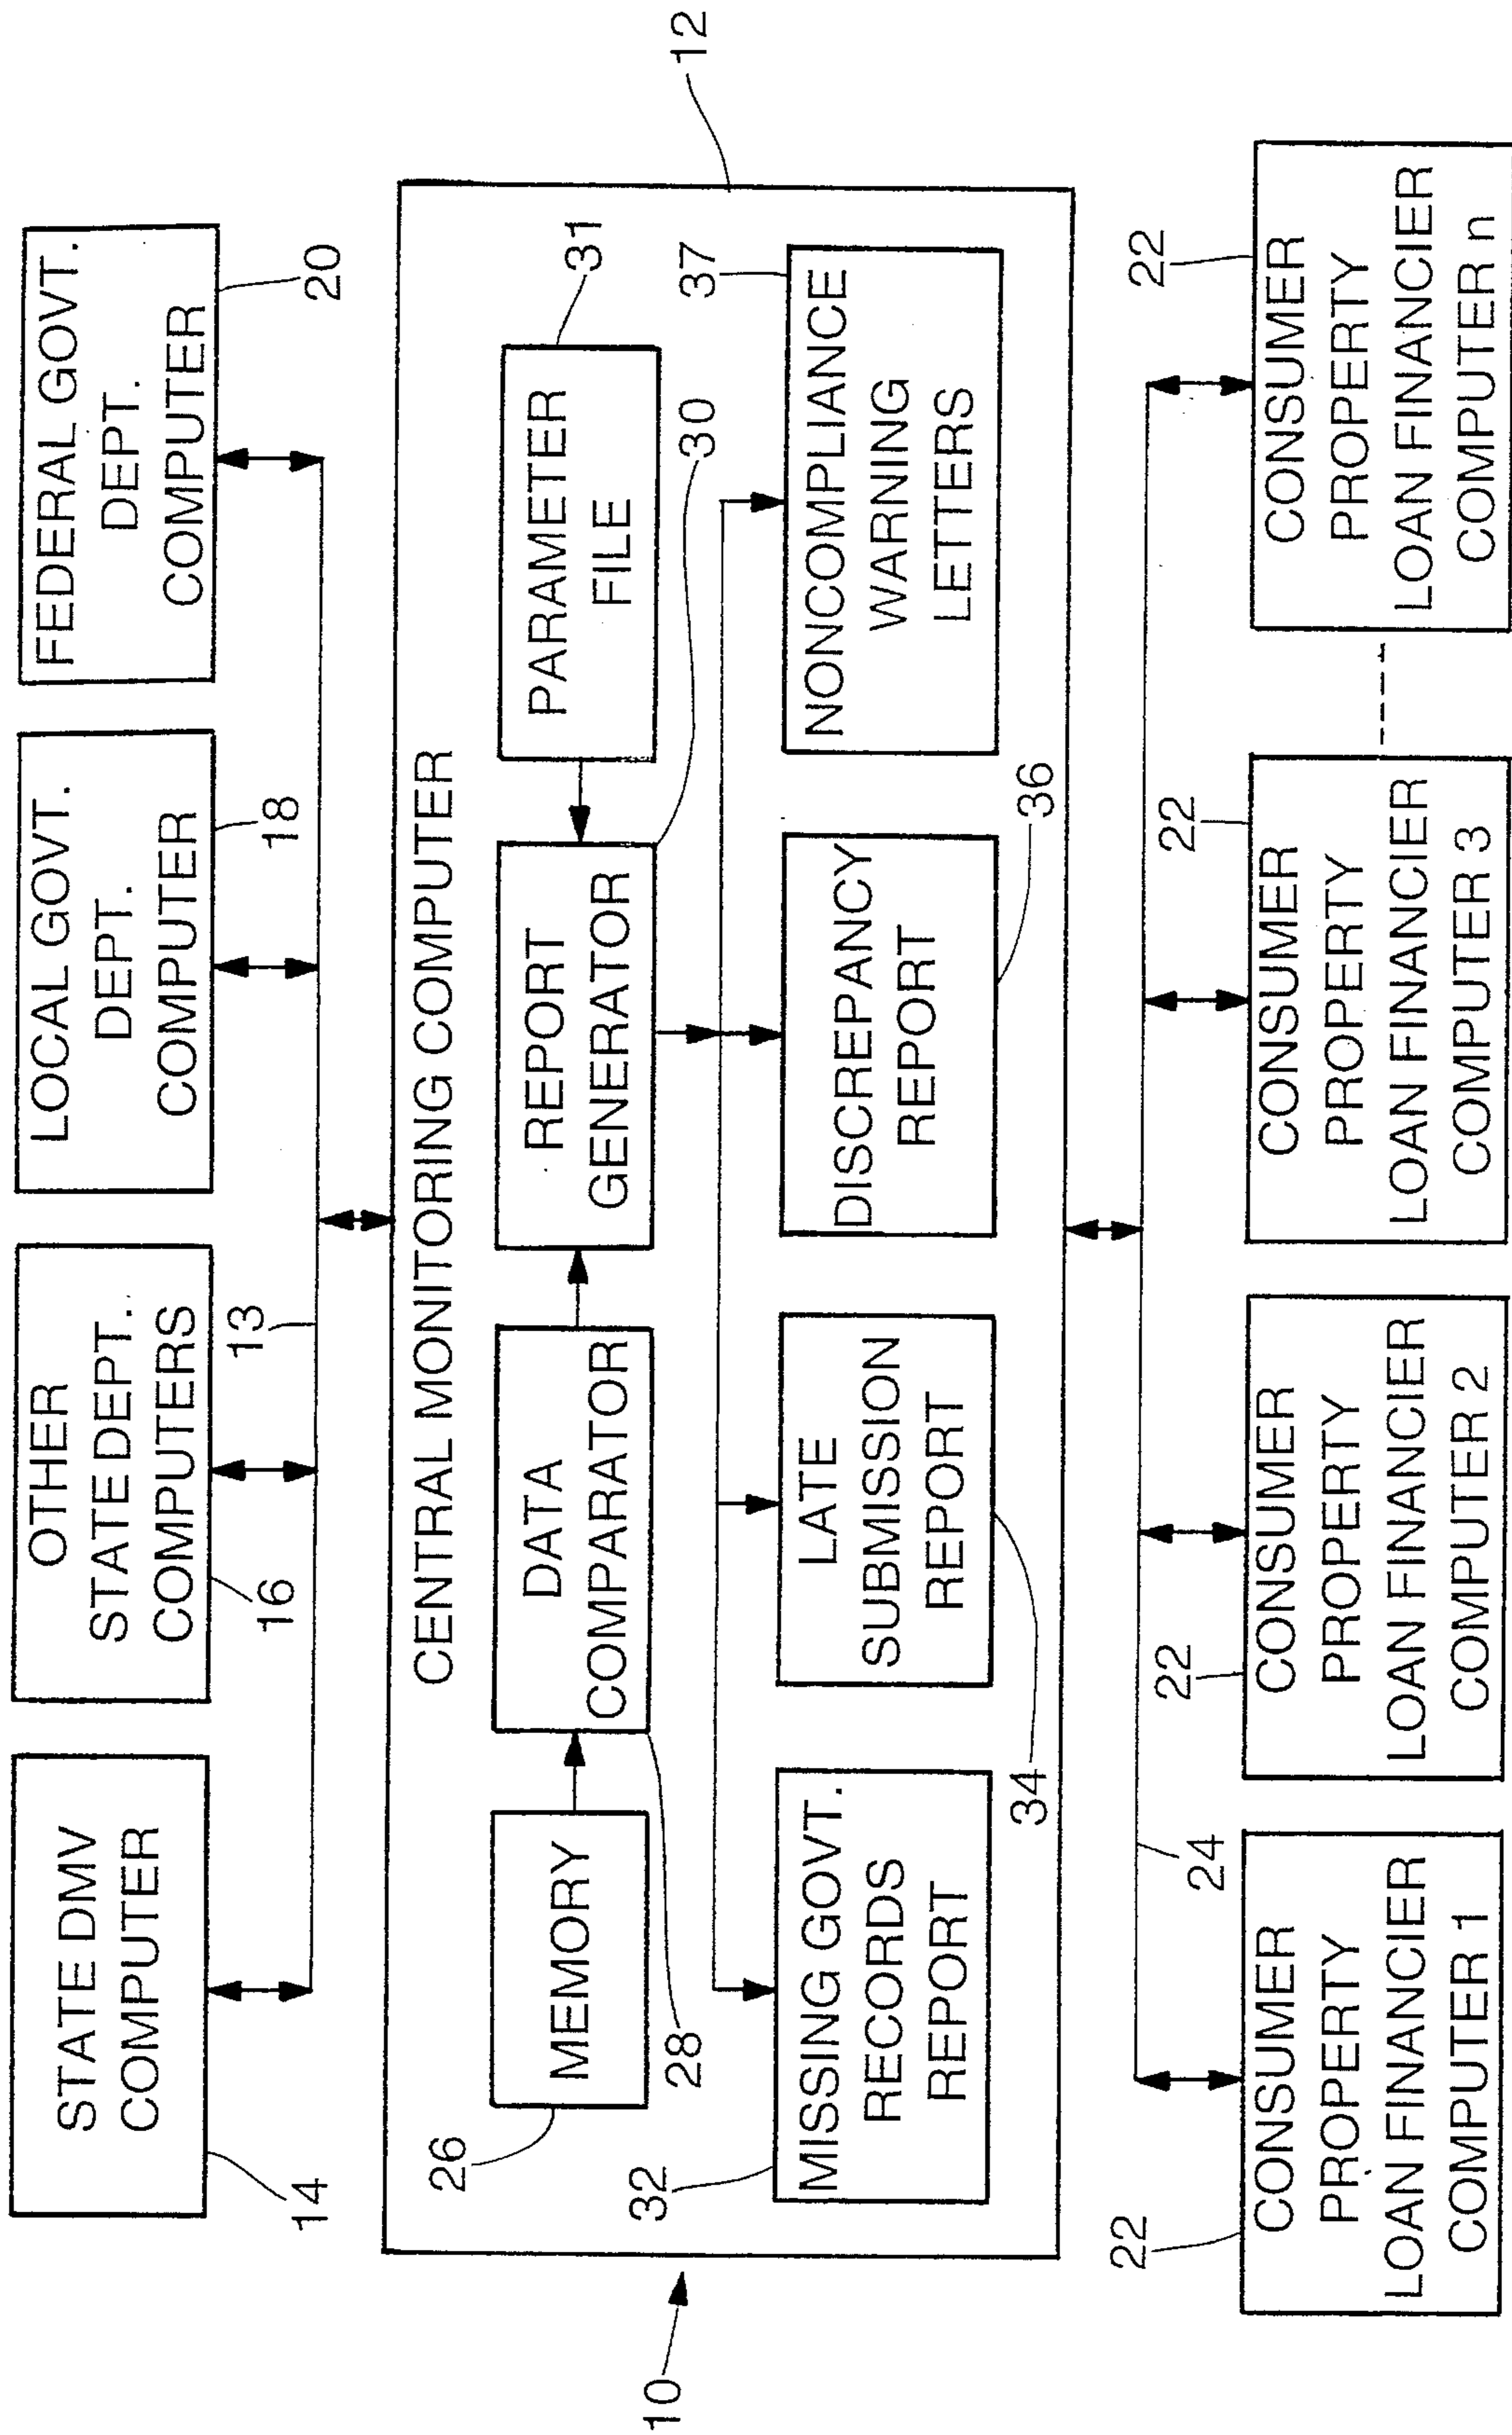 STATE DMV
COMPUTER
14
OTHER
STATE DEPT.
COMPUTERS
16
13
LOCAL GOVT.
DEPT.
COMPUTER
18
FEDERAL GOVT.
DEPT.
COMPUTER
20
10
12
CENTRAL MONITORING COMPUTER
26
MEMORY
28
DATA
COMPARATOR
REPORT
GENERATOR
30
PARAMETER
FILE
31
32
MISSING GOVT.
RECORDS
REPORT
LATE
SUBMISSION
REPORT
34
DISCREPANCY
REPORT
36
37
NONCOMPLIANCE
WARNING
LETTERS
24
22
CONSUMER
PROPERTY
LOAN FINANCIER
COMPUTER 1
22
CONSUMER
PROPERTY
LOAN FINANCIER
COMPUTER 2
22
CONSUMER
PROPERTY
LOAN FINANCIER
COMPUTER 3
22
CONSUMER
PROPERTY
LOAN FINANCIER
COMPUTER n